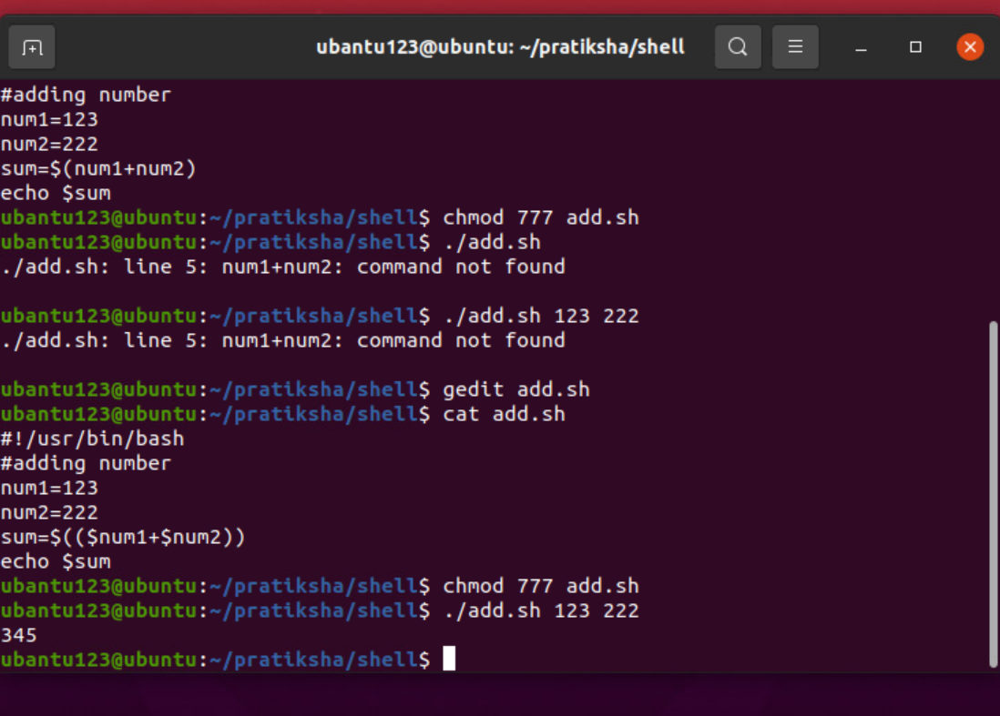 ubantu123@ubuntu: ~/pratiksha/shell
#adding number
num1=123
num2=222
sum=$(num1+num2)
echo $sum
ubantu123@ubuntu:~/pratiksha/shell$ chmod 777 add.sh
ubantu123@ubuntu:~/pratiksha/shell$ ./add.sh
./add.sh: line 5: num1+num2: command not found
ubantu123@ubuntu:~/pratiksha/shell$ ./add.sh 123 222
./add.sh: line 5: num1+num2: command not found
ubantu123@ubuntu:~/pratiksha/shell$ gedit add.sh
ubantu123@ubuntu:~/pratiksha/shell$ cat add.sh
#!/usr/bin/bash
#adding number
num1=123
num2=222
sum=$(($num1+$num2))
echo $sum
ubantu123@ubuntu:~/pratiksha/shell$ chmod 777 add.sh
ubantu123@ubuntu:~/pratiksha/shell$ ./add.sh 123 222
345
ubantu123@ubuntu:~/pratiksha/shell$